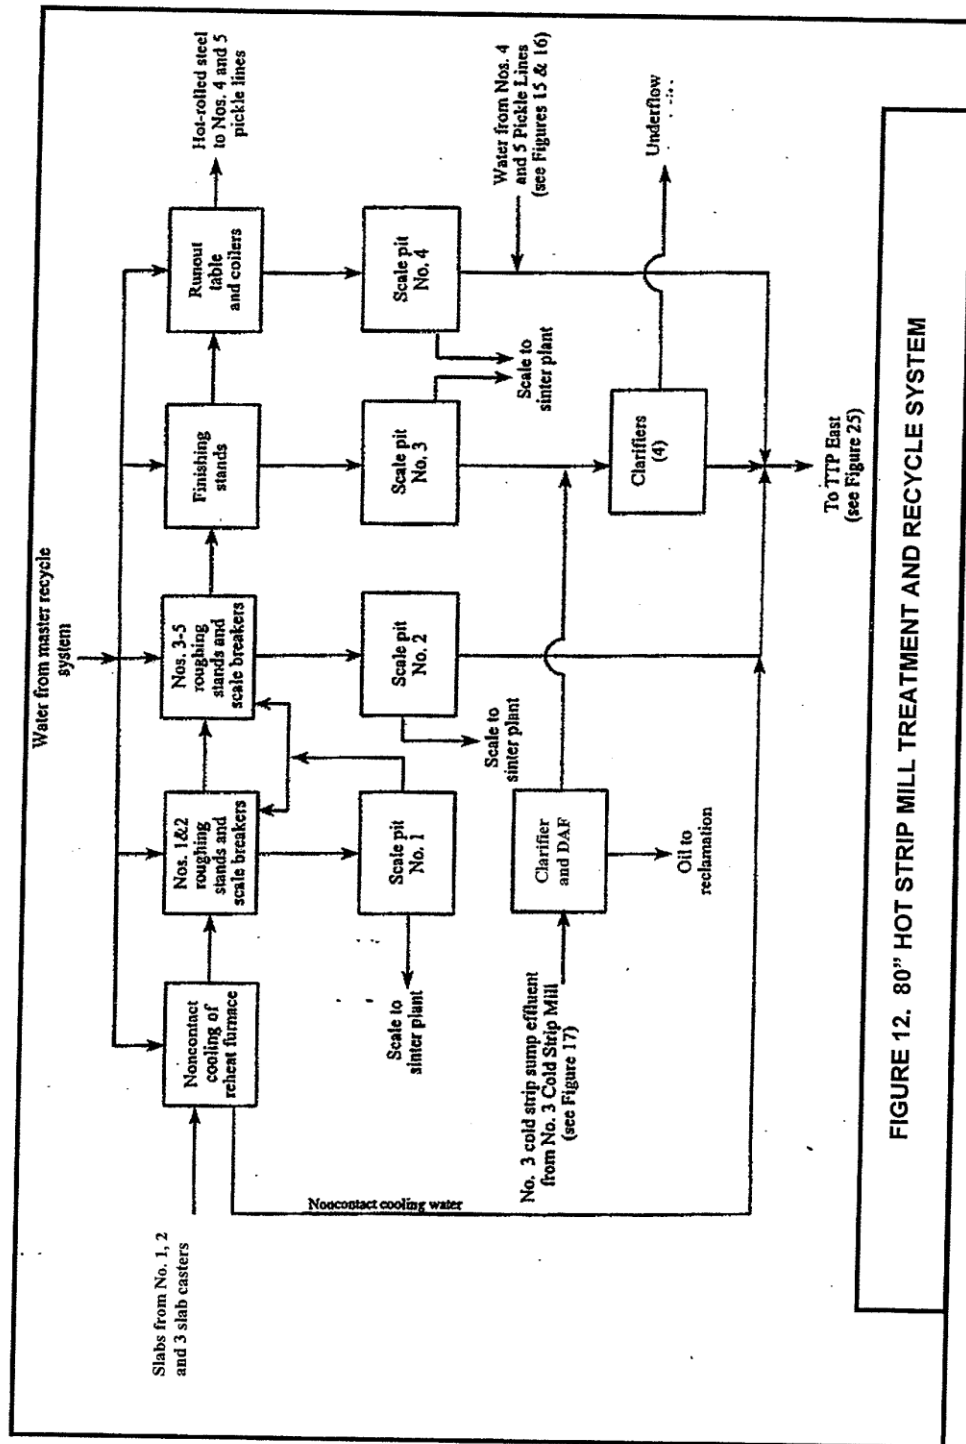 Water from master recycle
system
Slabs from No. 1, 2
and 3 slab casters
Noncontact
cooling of
reheat furnace
Nos. 1&2
roughing
stands and
scale breakers
Nos. 3-5
roughing
stands and
scale breakers
Finishing
stands
Runout
table
and coilers
Hot-rolled steel
to Nos. 4 and 5
pickle lines
Scale pit
No. 1
Scale pit
No. 2
Scale pit
No. 3
Scale pit
No. 4
Scale to
sinter plant
Scale to
sinter plant
Scale to
sinter plant
Water from Nos. 4
and 5 Pickle Lines
(see Figures 15 & 16)
Noncontact cooling water
No. 3 cold strip sump effluent
from No. 3 Cold Strip Mill
(see Figure 17)
Clarifier
and DAF
Oil to
reclamation
Clarifiers
(4)
Underflow
To TTP East
(see Figure 25)
FIGURE 12. 80" HOT STRIP MILL TREATMENT AND RECYCLE SYSTEM